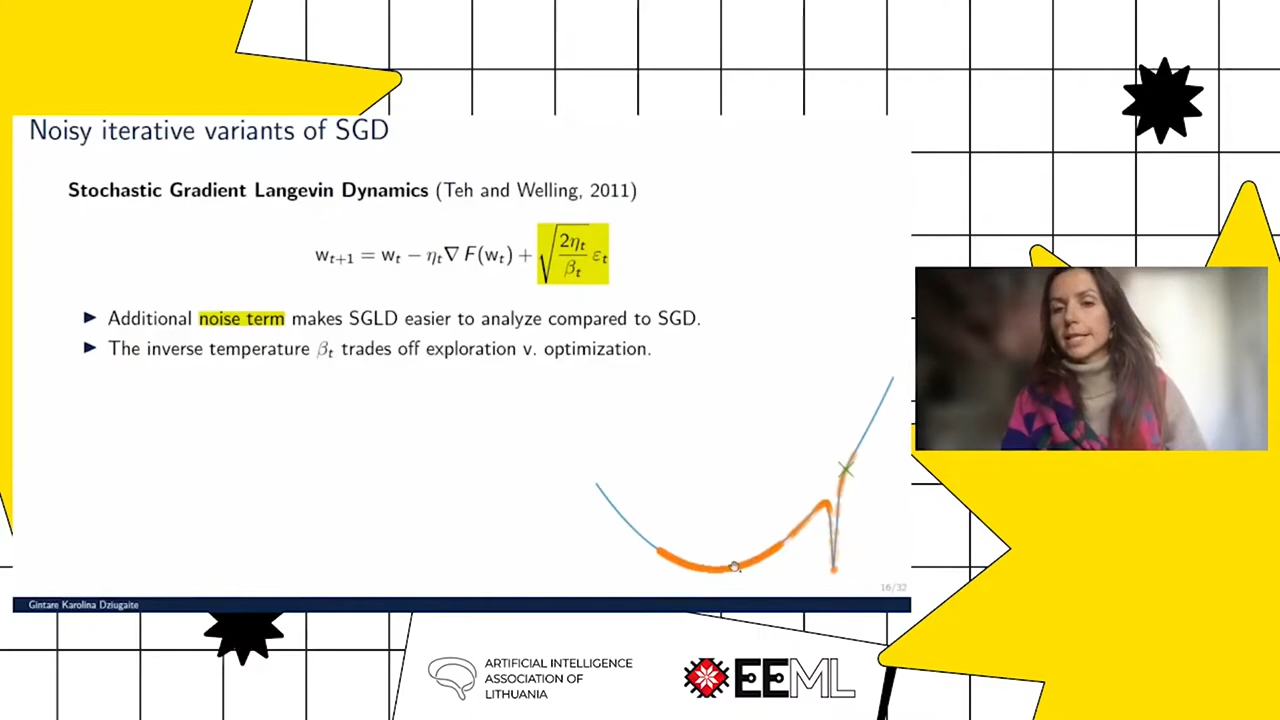 Noisy iterative variants of SGD
Stochastic Gradient Langevin Dynamics (Teh and Welling, 2011)
w_{t+1} = w_t − η_t∇F(w_t) + √(2η_t/β_t) ε_t
Additional noise term makes SGLD easier to analyze compared to SGD.
The inverse temperature β_t trades off exploration v. optimization.
16/32
Gintare Karolina Dziugaite
ARTIFICIAL INTELLIGENCE
ASSOCIATION OF
LITHUANIA
EEML